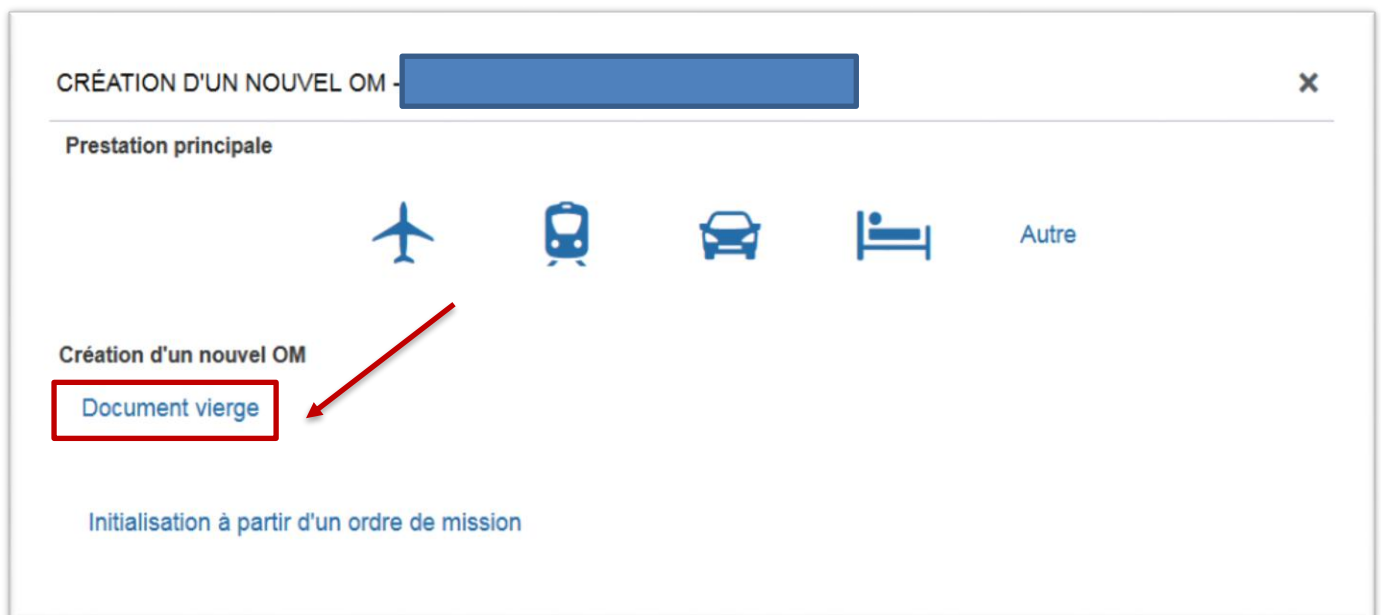 CRÉATION D'UN NOUVEL OM -
Prestation principale
Autre
Création d'un nouvel OM
Document vierge
Initialisation à partir d'un ordre de mission